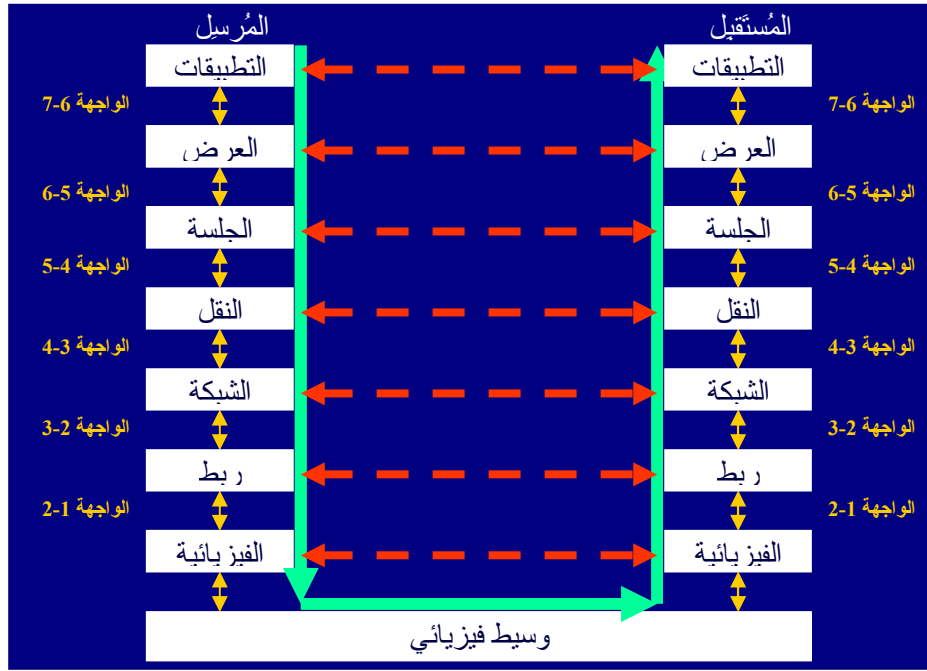 المُرسِل
المُستَقبِل
التطبيقات
التطبيقات
الواجهة 6-7
الواجهة 6-7
العرض
العرض
الواجهة 5-6
الواجهة 5-6
الجلسة
الجلسة
الواجهة 4-5
الواجهة 4-5
النقل
النقل
الواجهة 3-4
الواجهة 3-4
الشبكة
الشبكة
الواجهة 2-3
الواجهة 2-3
ربط
ربط
الواجهة 1-2
الواجهة 1-2
الفيزيائية
الفيزيائية
وسيط فيزيائي